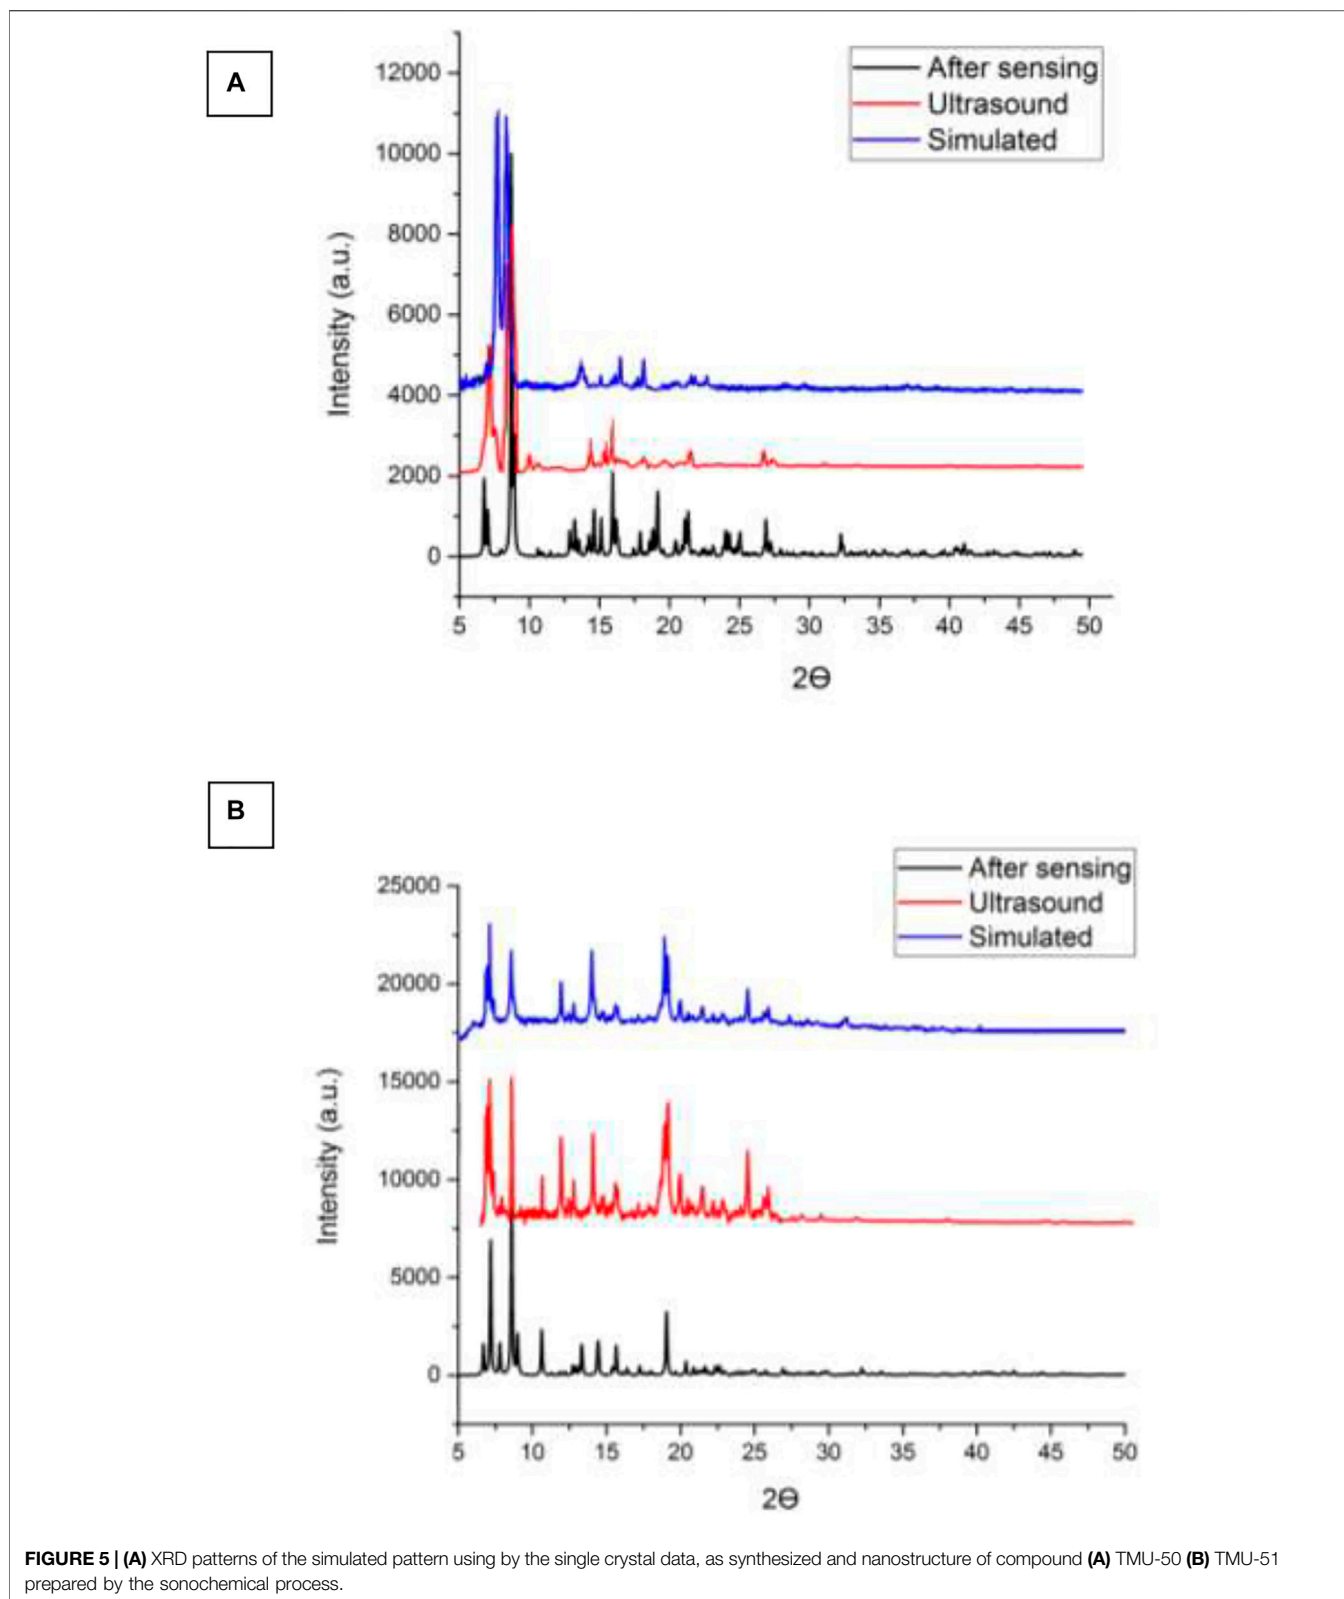 A
After sensing
Ultrasound
Simulated
12000
10000
8000
6000
4000
2000
0
Intensity (a.u.)
5 10 15 20 25 30 35 40 45 50
2Θ
B
After sensing
Ultrasound
Simulated
25000
20000
15000
10000
5000
0
Intensity (a.u.)
5 10 15 20 25 30 35 40 45 50
2Θ
FIGURE 5 | (A) XRD patterns of the simulated pattern using by the single crystal data, as synthesized and nanostructure of compound (A) TMU-50 (B) TMU-51
prepared by the sonochemical process.